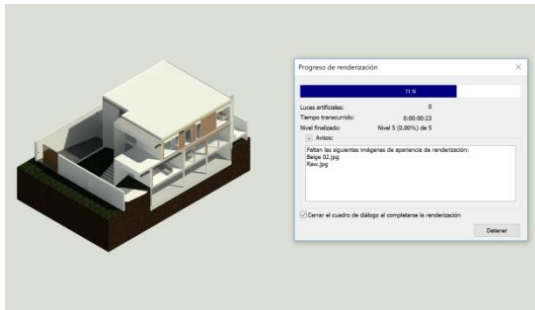 Progreso de renderización
71 %
Luces artificiales: 0
Tiempo transcurrido: 0:00:00:23
Nivel finalizado: Nivel 5 (0.00%) de 5
Avisos:
Faltan las siguientes imágenes de apariencia de renderización:
Beige 02.jpg
Raw.jpg
Cerrar el cuadro de diálogo al completarse la renderización
Detener